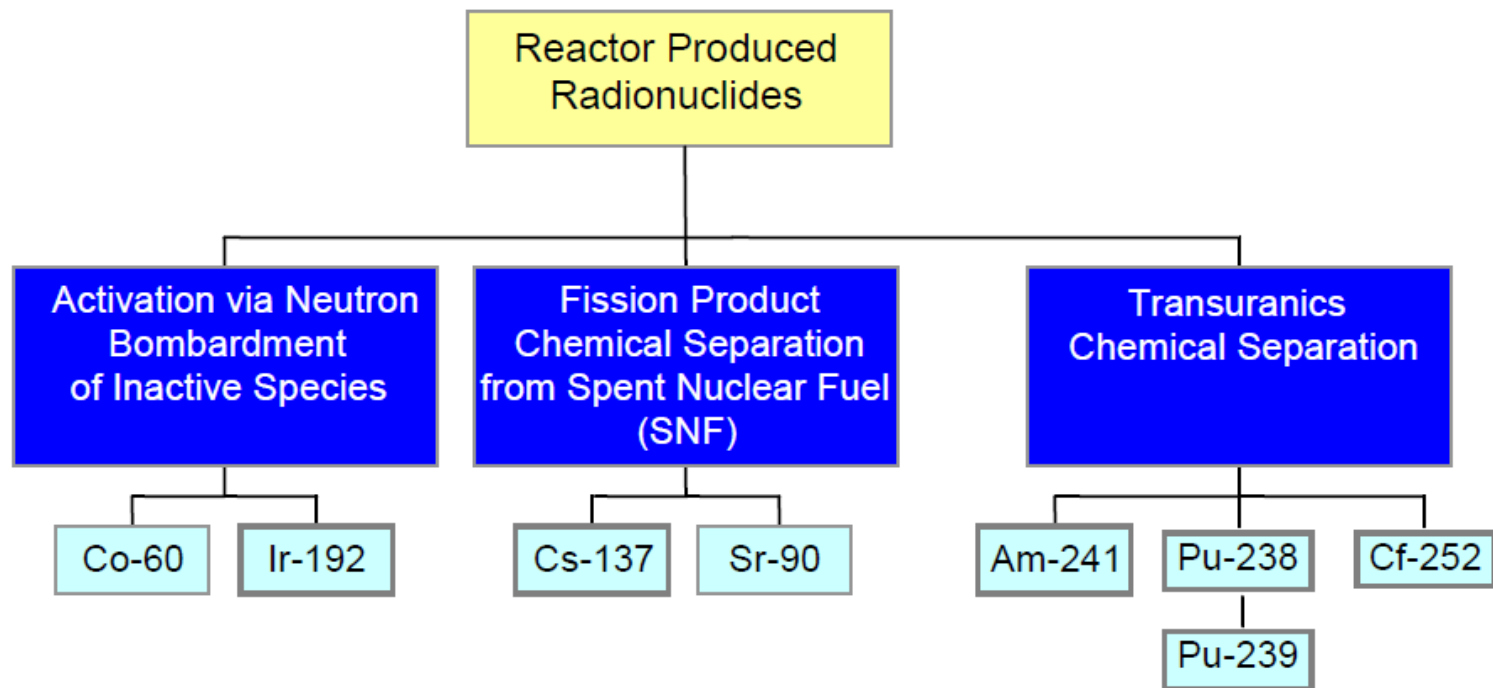 Reactor Produced
Radionuclides
Activation via Neutron
Bombardment
of Inactive Species
Fission Product
Chemical Separation
from Spent Nuclear Fuel
(SNF)
Transuranics
Chemical Separation
Co-60
Ir-192
Cs-137
Sr-90
Am-241
Pu-238
Cf-252
Pu-239